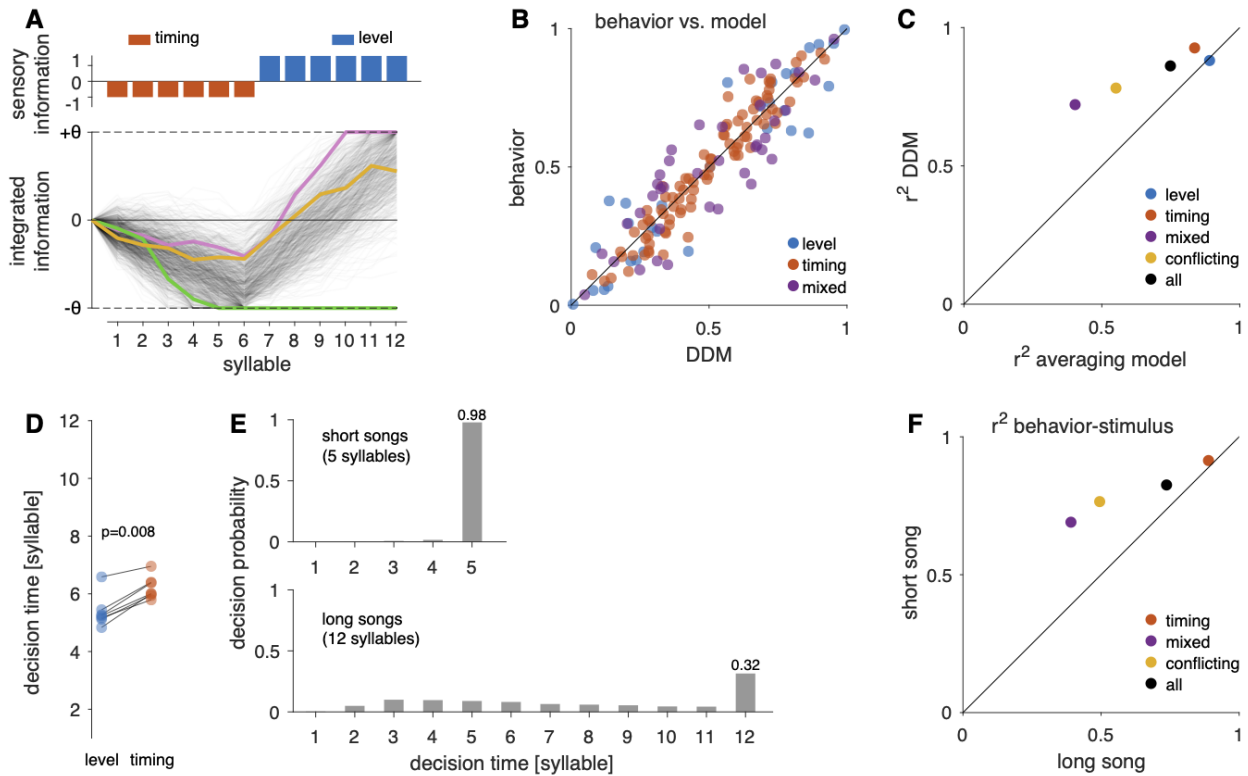 A
timing
level
sensory
information
1
0
-1
+θ
0
-θ
integrated
information
1 2 3 4 5 6 7 8 9 10 11 12
syllable
B
behavior vs. model
1
0.5
0
behavior
level
timing
mixed
0 0.5 1
DDM
C
1
0.5
0
r² DDM
level
timing
mixed
conflicting
all
0 0.5 1
r² averaging model
D
12
10
8
6
4
2
decision time [syllable]
p=0.008
level timing
E
decision probability
1
0.5
0
short songs
(5 syllables)
0.98
1 2 3 4 5
1
0.5
0
long songs
(12 syllables)
0.32
1 2 3 4 5 6 7 8 9 10 11 12
decision time [syllable]
F
r² behavior-stimulus
1
0.5
0
short song
timing
mixed
conflicting
all
0 0.5 1
long song